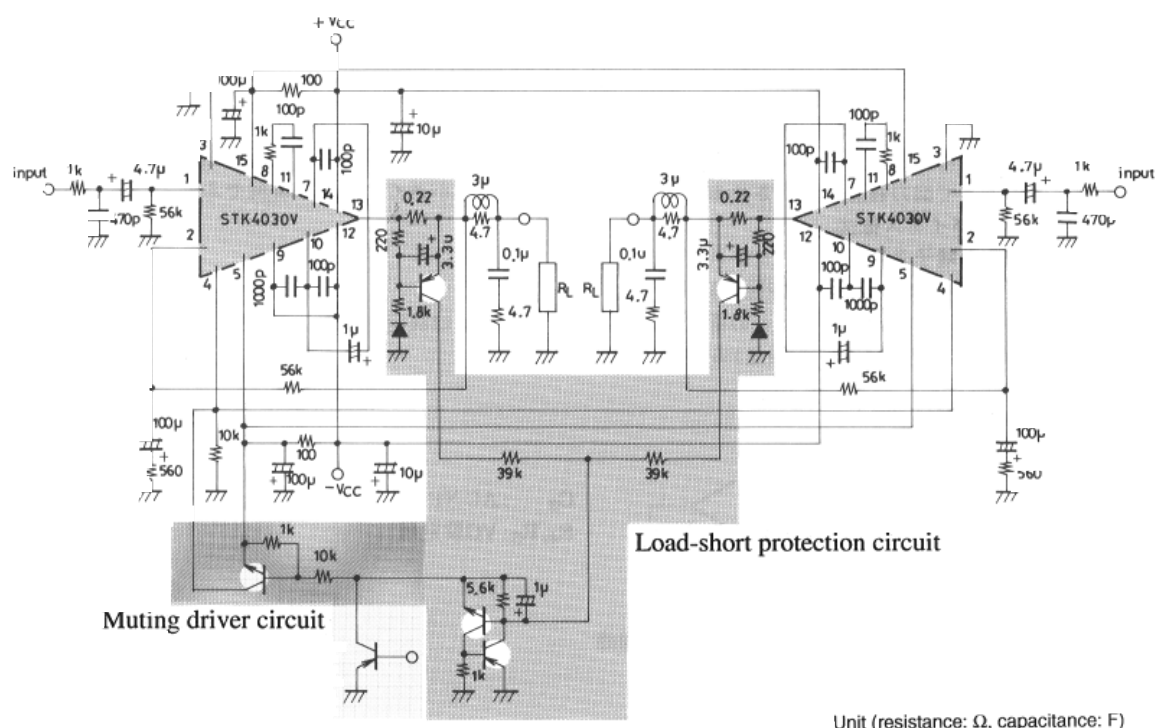 + VCC
100µ
100
1k
100p
100p
10µ
100p
100p
1k
3
15
8
11
7
14
13
12
10
9
5
4
2
1
input
1k
4.7µ
470p
56k
STK4030V
0.22
3µ
4.7
0.1µ
4.7
RL
220
3.3µ
1.8k
1000p
100p
1µ
56k
3µ
4.7
0.1µ
4.7
RL
0.22
3.3µ
220
1.8k
13
14
7
11
8
15
3
1
2
4
5
9
10
12
STK4030V
4.7µ
1k
input
56k
470µ
100p
1000p
1µ
56k
100µ
560
10k
100
100µ
-VCC
10µ
39k
39k
100µ
560
1k
10k
5.6k
1µ
1k
Load-short protection circuit
Muting driver circuit
Unit (resistance: Ω, capacitance: F)